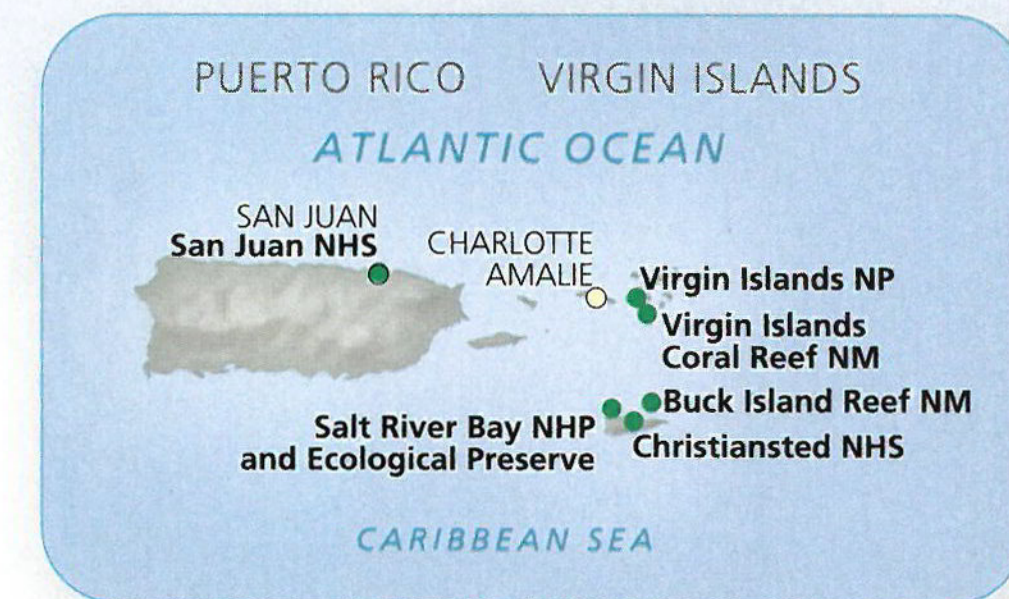 PUERTO RICO
VIRGIN ISLANDS
ATLANTIC OCEAN
SAN JUAN
San Juan NHS
CHARLOTTE
AMALIE
Virgin Islands NP
Virgin Islands
Coral Reef NM
Buck Island Reef NM
Salt River Bay NHP
and Ecological Preserve
Christiansted NHS
CARIBBEAN SEA